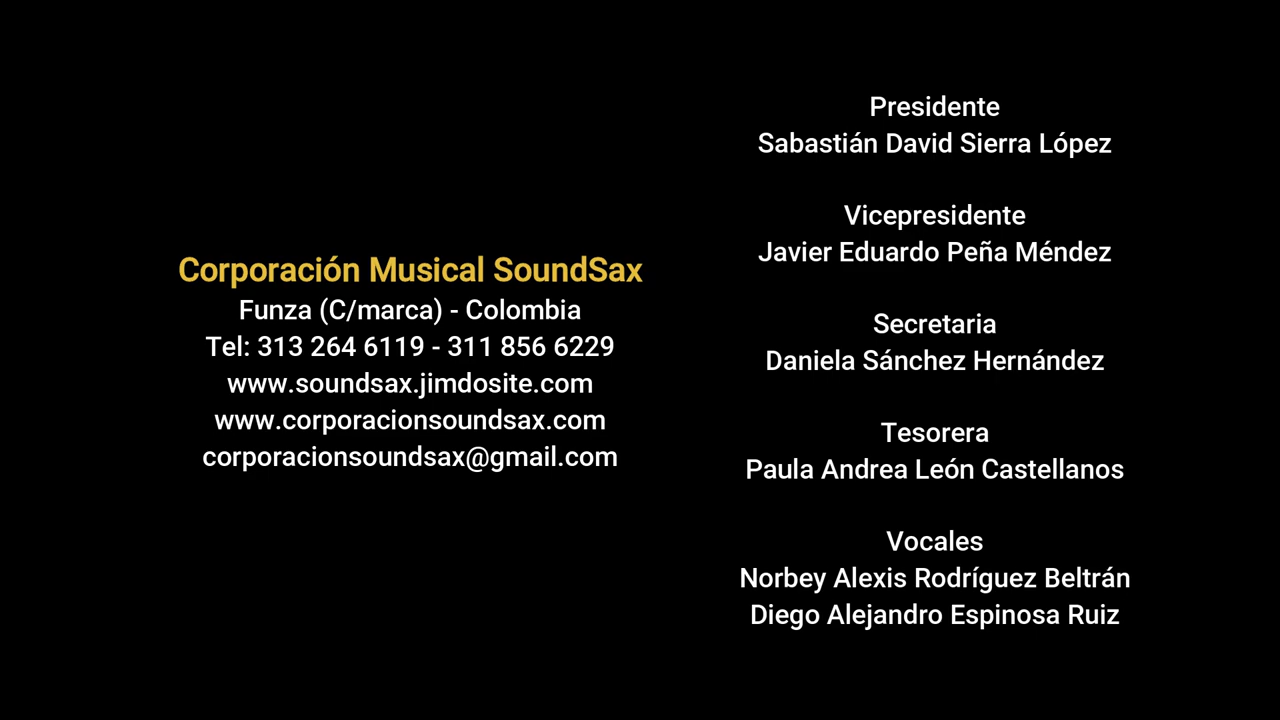 Corporación Musical SoundSax
Funza (C/marca) - Colombia
Tel: 313 264 6119 - 311 856 6229
www.soundsax.jimdosite.com
www.corporacionsoundsax.com
corporacionsoundsax@gmail.com
Presidente
Sabastián David Sierra López
Vicepresidente
Javier Eduardo Peña Méndez
Secretaria
Daniela Sánchez Hernández
Tesorera
Paula Andrea León Castellanos
Vocales
Norbey Alexis Rodríguez Beltrán
Diego Alejandro Espinosa Ruiz